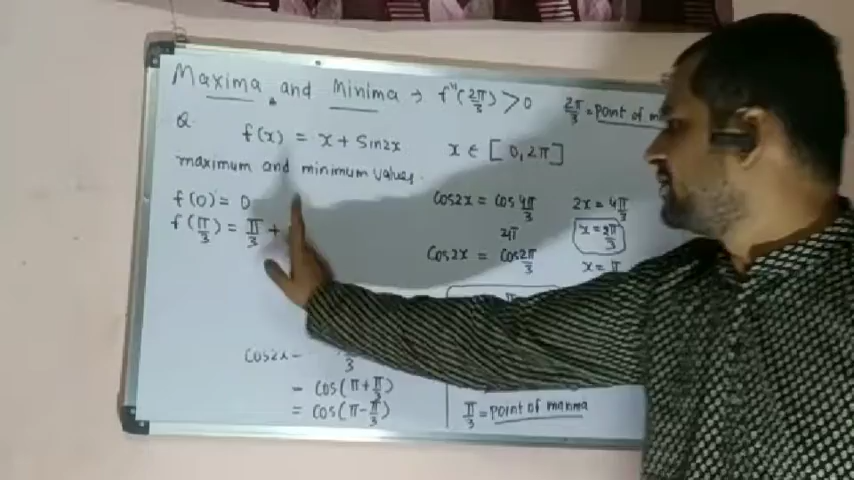 Maxima and Minima → f"(2π/3) > 0
2π/3 = point of
Q f(x) = x + Sin2x x ∈ [0, 2π]
maximum and minimum values.
f(0) = 0
f(π/3) = π/3 +
Cos2x = cos 4π/3 2x = 4π/3
x = 2π/3
2π
Cos2x = cos 2π/3 x = π
Cos2x =
3
= cos(π + π/3)
= cos(π - π/3)
π/3 = point of maxima